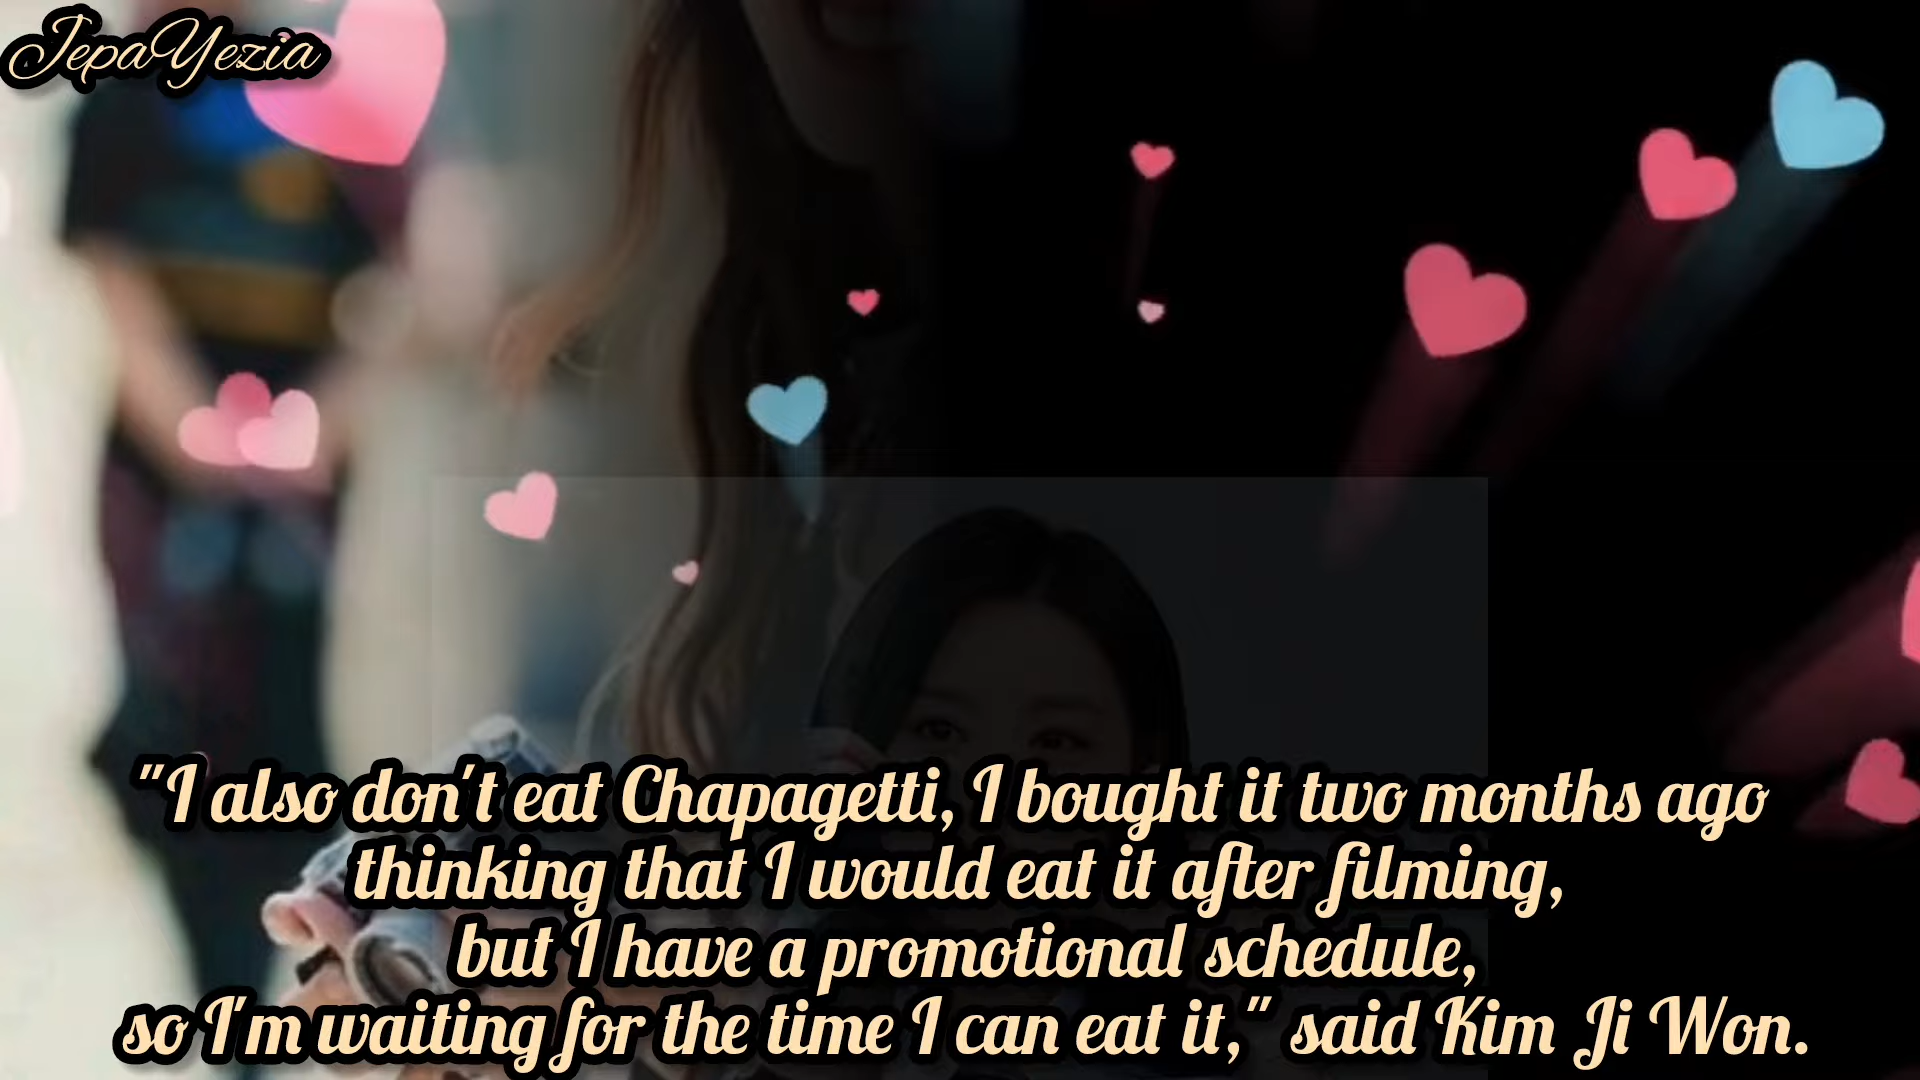 JepaYezia
"I also don't eat Chapagetti, I bought it two months ago
thinking that I would eat it after filming,
but I have a promotional schedule,
so I'm waiting for the time I can eat it," said Kim Ji Won.